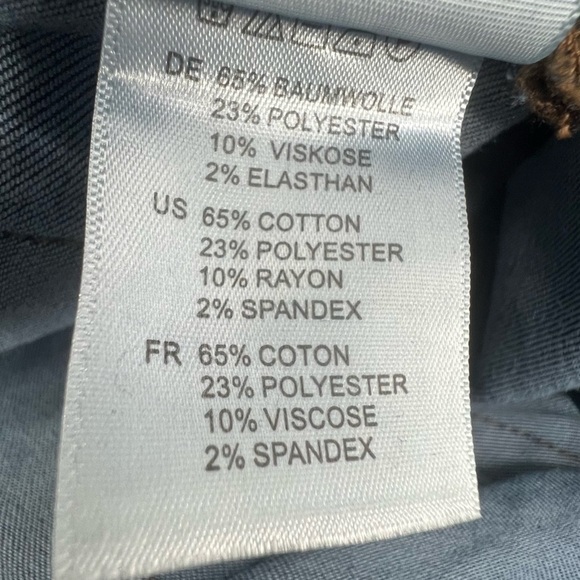 DE 65% BAUMWOLLE
23% POLYESTER
10% VISKOSE
2% ELASTHAN
US 65% COTTON
23% POLYESTER
10% RAYON
2% SPANDEX
FR 65% COTON
23% POLYESTER
10% VISCOSE
2% SPANDEX